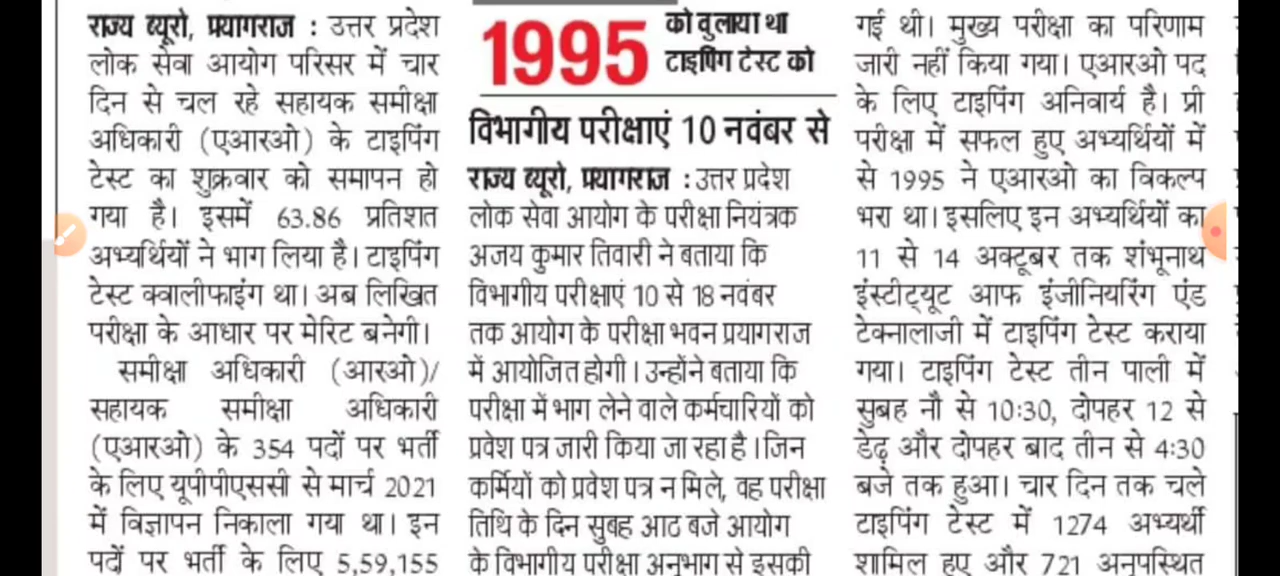 राज्य ब्यूरो, प्रयागराज : उत्तर प्रदेश
लोक सेवा आयोग परिसर में चार
दिन से चल रहे सहायक समीक्षा
अधिकारी (एआरओ) के टाइपिंग
टेस्ट का शुक्रवार को समापन हो
गया है। इसमें 63.86 प्रतिशत
अभ्यर्थियों ने भाग लिया है। टाइपिंग
टेस्ट क्वालीफाइंग था। अब लिखित
परीक्षा के आधार पर मेरिट बनेगी।
समीक्षा अधिकारी (आरओ)/
सहायक समीक्षा अधिकारी
(एआरओ) के 354 पदों पर भर्ती
के लिए यूपीपीएससी से मार्च 2021
में विज्ञापन निकाला गया था। इन
पदों पर भर्ती के लिए 5,59,155
1995 को बुलाया था
टाइपिंग टेस्ट को
विभागीय परीक्षाएं 10 नवंबर से
राज्य ब्यूरो, प्रयागराज : उत्तर प्रदेश
लोक सेवा आयोग के परीक्षा नियंत्रक
अजय कुमार तिवारी ने बताया कि
विभागीय परीक्षाएं 10 से 18 नवंबर
तक आयोग के परीक्षा भवन प्रयागराज
में आयोजित होगी। उन्होंने बताया कि
परीक्षा में भाग लेने वाले कर्मचारियों को
प्रवेश पत्र जारी किया जा रहा है। जिन
कर्मियों को प्रवेश पत्र न मिले, वह परीक्षा
तिथि के दिन सुबह आठ बजे आयोग
के विभागीय परीक्षा अनुभाग से इसकी
गई थी। मुख्य परीक्षा का परिणाम
जारी नहीं किया गया। एआरओ पद
के लिए टाइपिंग अनिवार्य है। प्री
परीक्षा में सफल हुए अभ्यर्थियों में
से 1995 ने एआरओ का विकल्प
भरा था। इसलिए इन अभ्यर्थियों का
11 से 14 अक्टूबर तक शंभूनाथ
इंस्टीट्यूट आफ इंजीनियरिंग एंड
टेक्नालाजी में टाइपिंग टेस्ट कराया
गया। टाइपिंग टेस्ट तीन पाली में
सुबह नौ से 10:30, दोपहर 12 से
डेढ़ और दोपहर बाद तीन से 4:30
बजे तक हुआ। चार दिन तक चले
टाइपिंग टेस्ट में 1274 अभ्यर्थी
शामिल हुए और 721 अनुपस्थित